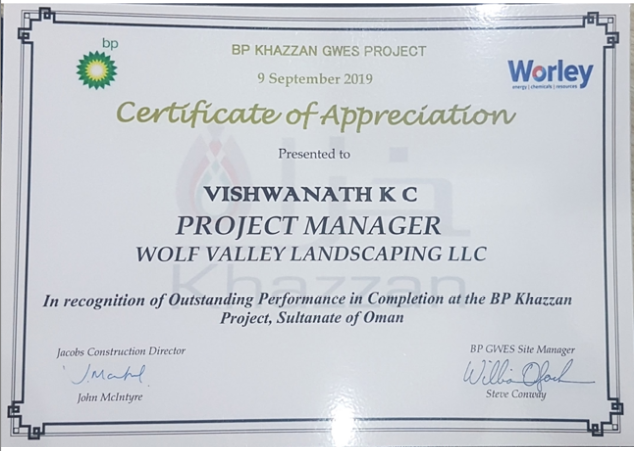 bp
BP KHAZZAN GWES PROJECT
9 September 2019
Worley
energy | chemicals | resources
Certificate of Appreciation
Presented to
VISHWANATH K C
PROJECT MANAGER
WOLF VALLEY LANDSCAPING LLC
خزان
Khazzan
In recognition of Outstanding Performance in Completion at the BP Khazzan
Project, Sultanate of Oman
Jacobs Construction Director
John McIntyre
BP GWES Site Manager
Steve Conway